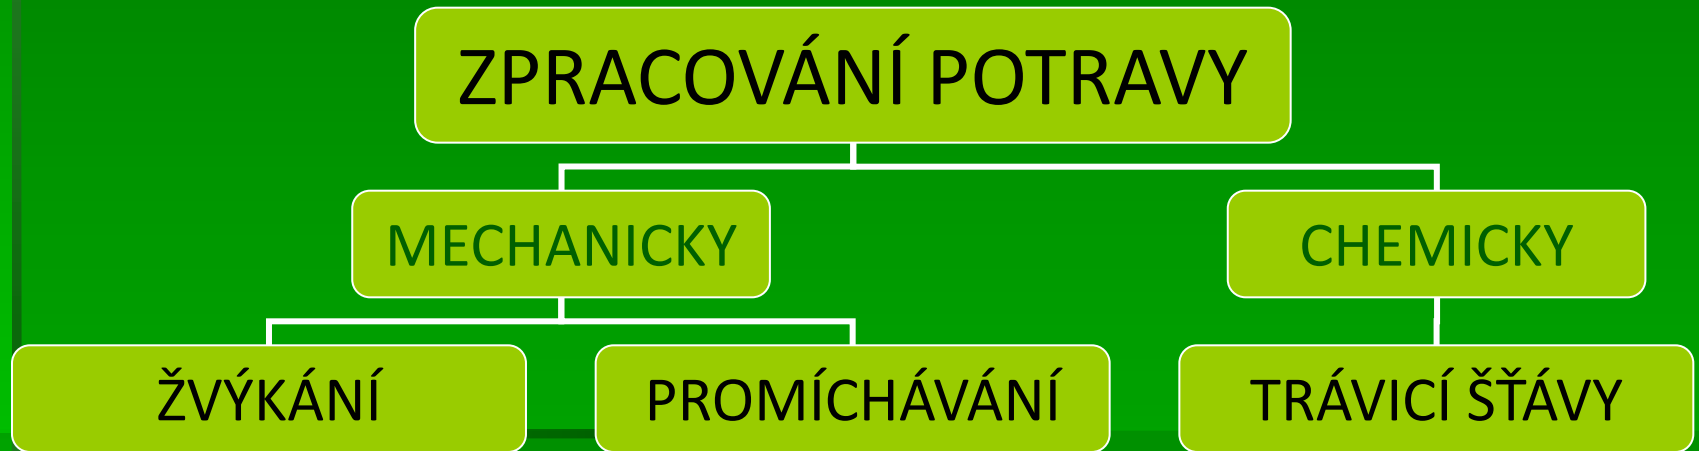 ZPRACOVÁNÍ POTRAVY
MECHANICKY
CHEMICKY
ŽVÝKÁNÍ
PROMÍCHÁVÁNÍ
TRÁVICÍ ŠŤÁVY